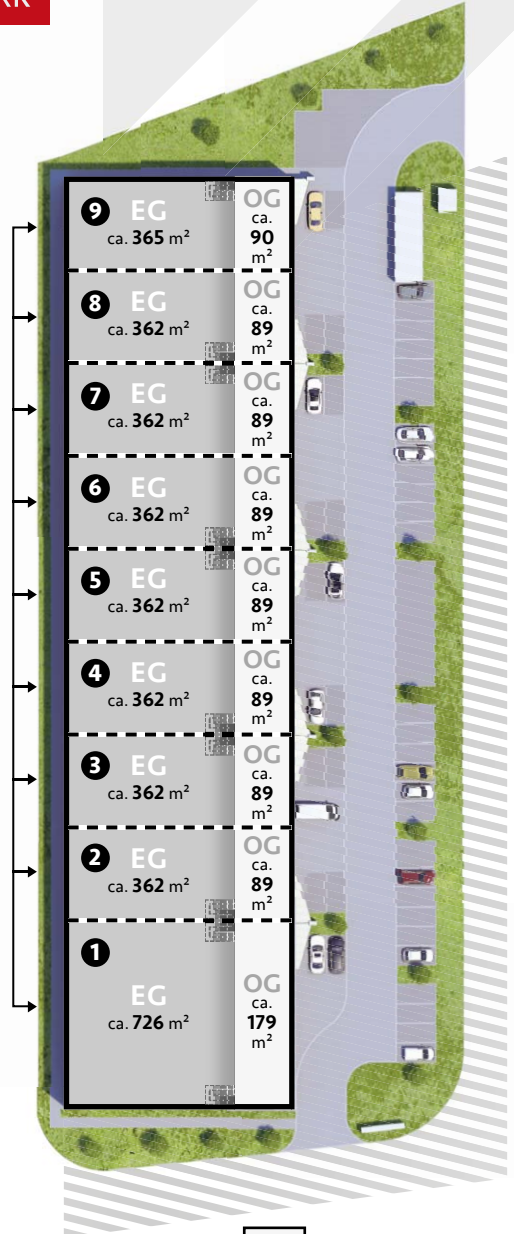 9 EG
ca. 365 m²
OG
ca.
90
m²
8 EG
ca. 362 m²
OG
ca.
89
m²
7 EG
ca. 362 m²
OG
ca.
89
m²
6 EG
ca. 362 m²
OG
ca.
89
m²
5 EG
ca. 362 m²
OG
ca.
89
m²
4 EG
ca. 362 m²
OG
ca.
89
m²
3 EG
ca. 362 m²
OG
ca.
89
m²
2 EG
ca. 362 m²
OG
ca.
89
m²
1
EG
ca. 726 m²
OG
ca.
179
m²